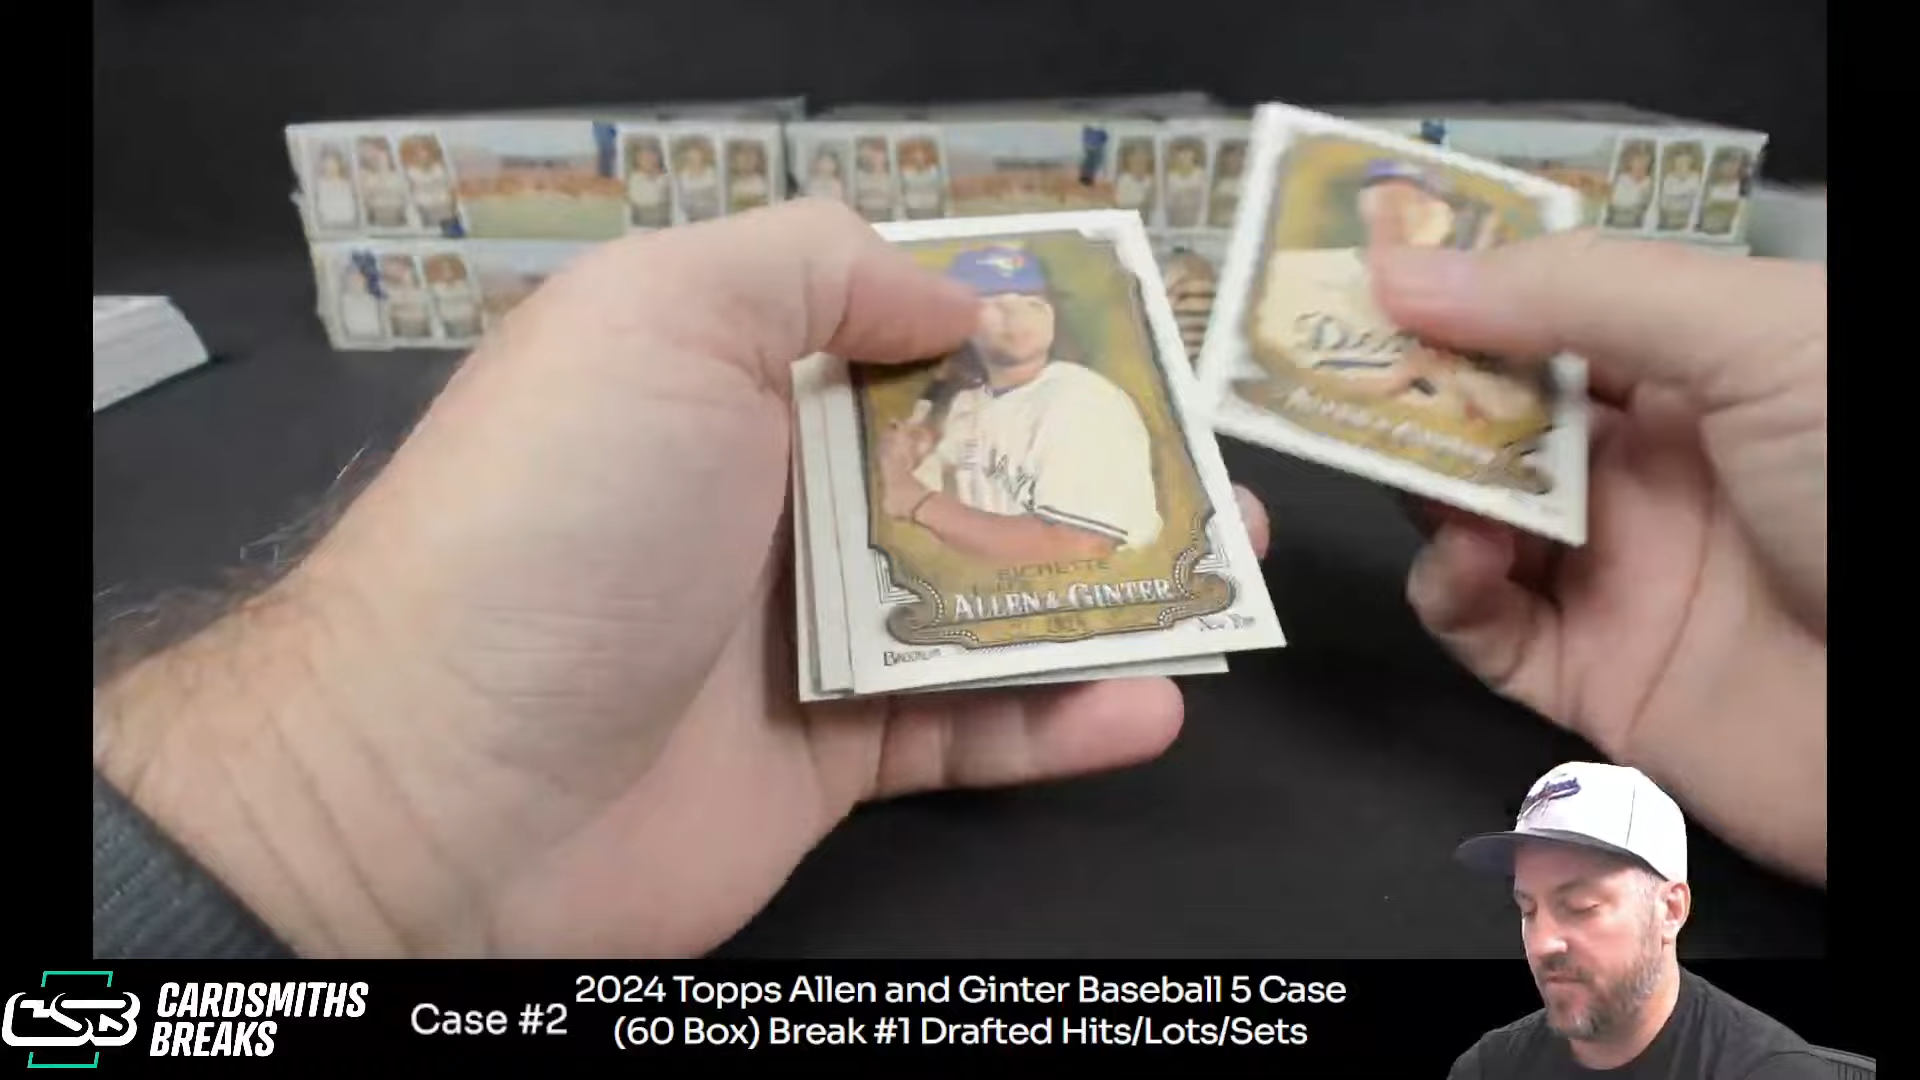 BICHETTE
ALLEN & GINTER
CSB
CARDSMITHS
BREAKS
Case #2
2024 Topps Allen and Ginter Baseball 5 Case
(60 Box) Break #1 Drafted Hits/Lots/Sets